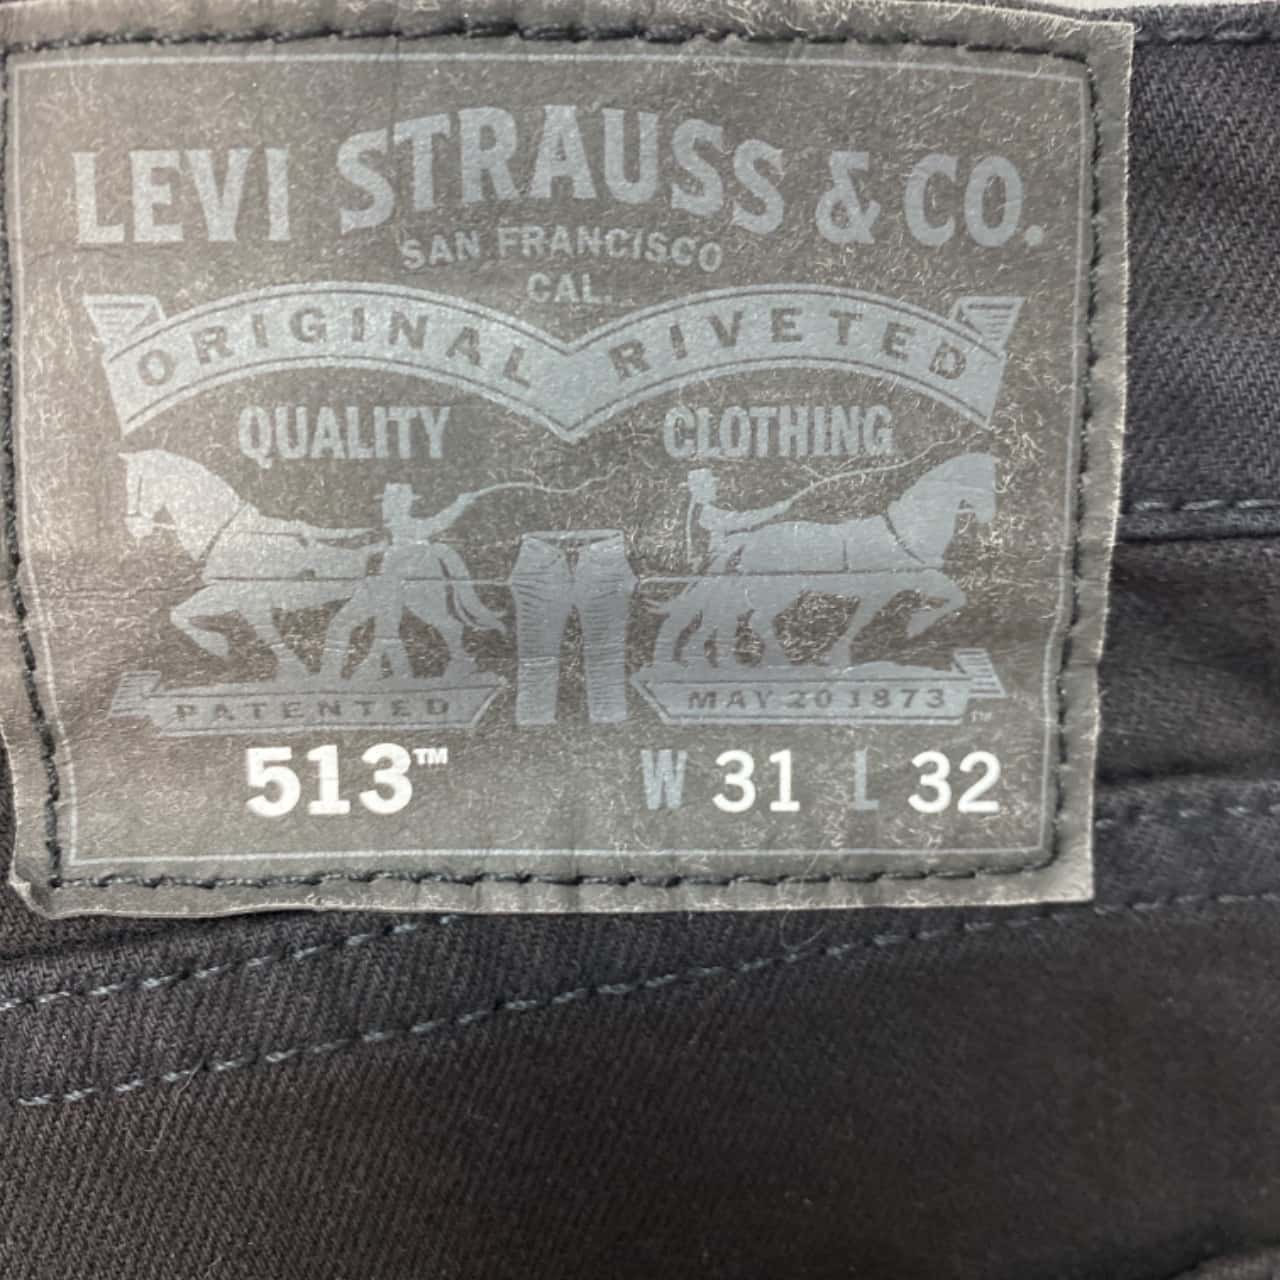 LEVI STRAUSS & CO.
SAN FRANCISCO
CAL.
ORIGINAL RIVETED
QUALITY CLOTHING
PATENTED MAY 20 1873 ™
513™ W 31 L 32